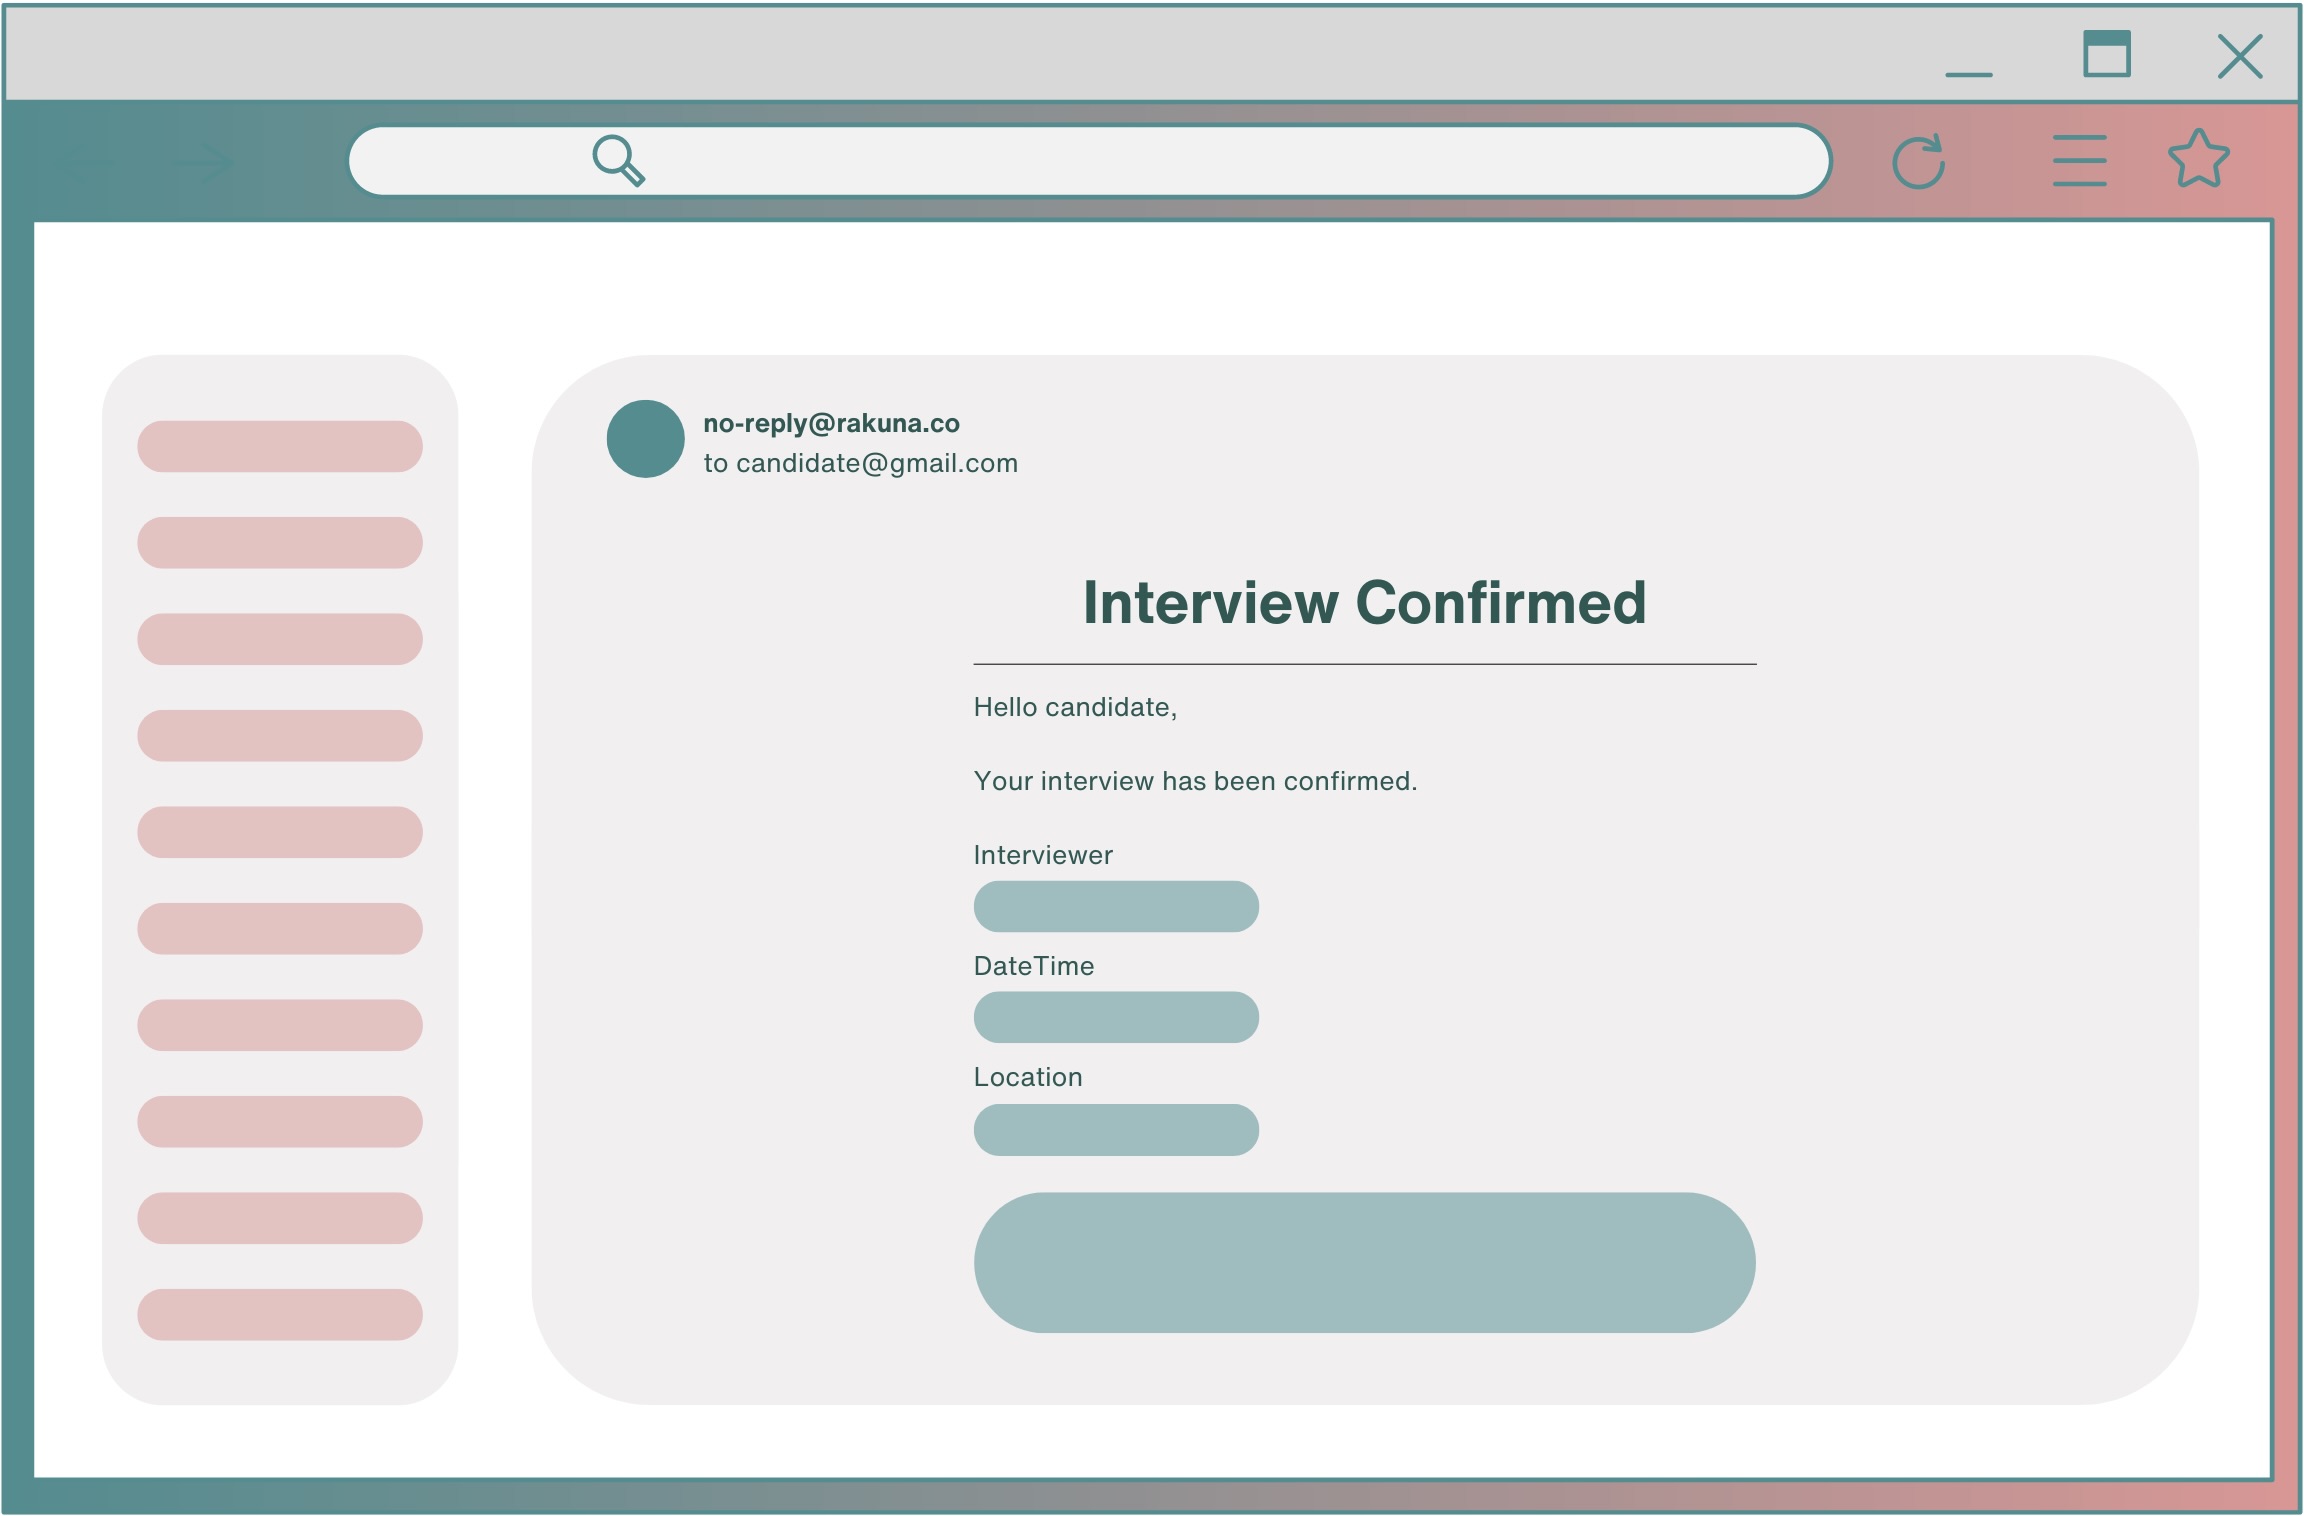 no-reply@rakuna.co
to candidate@gmail.com
Interview Confirmed
Hello candidate,
Your interview has been confirmed.
Interviewer
DateTime
Location